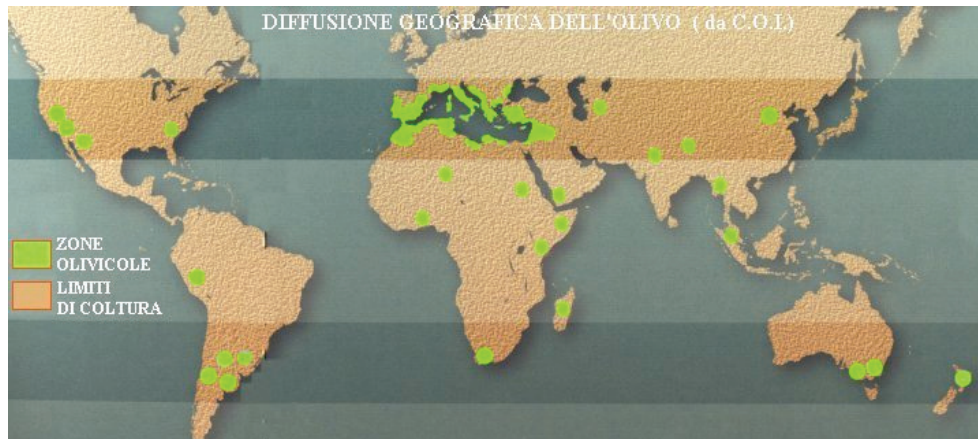 DIFFUSIONE GEOGRAFICA DELL'OLIVO ( da C.O.I.)
ZONE
OLIVICOLE
LIMITI
DI COLTURA